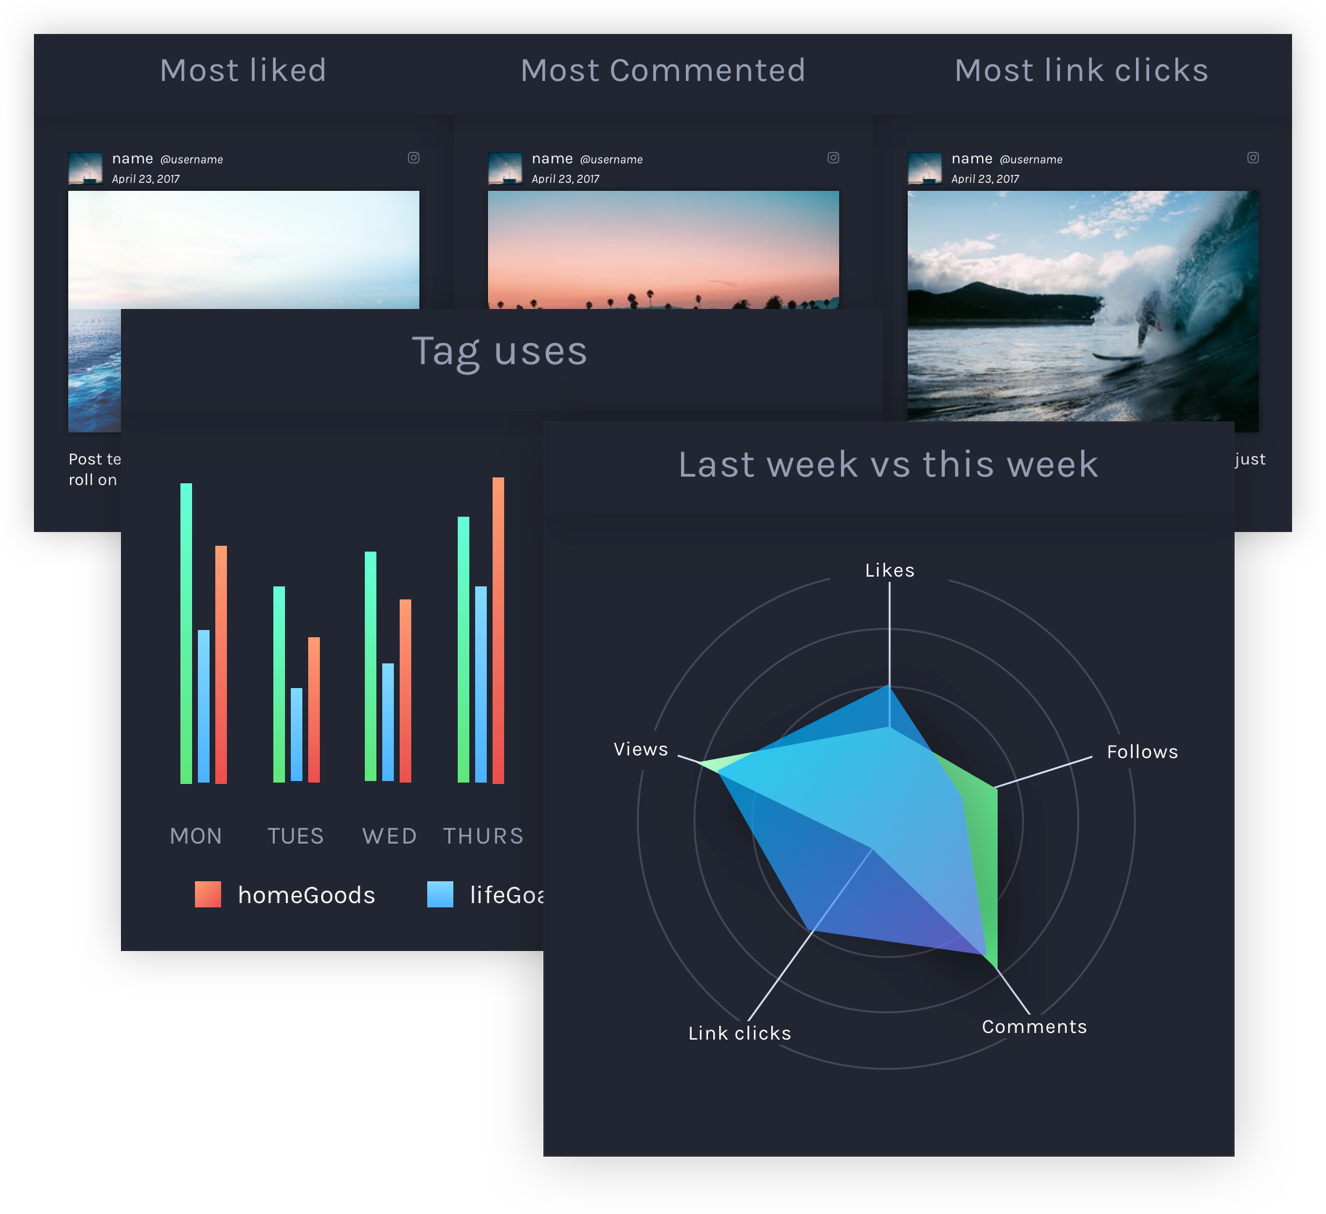 Most liked
Most Commented
Most link clicks
name @username
April 23, 2017
name @username
April 23, 2017
name @username
April 23, 2017
Post te
roll on
just
Tag uses
MON
TUES
WED
THURS
homeGoods
lifeGoa
Last week vs this week
Likes
Views
Follows
Link clicks
Comments